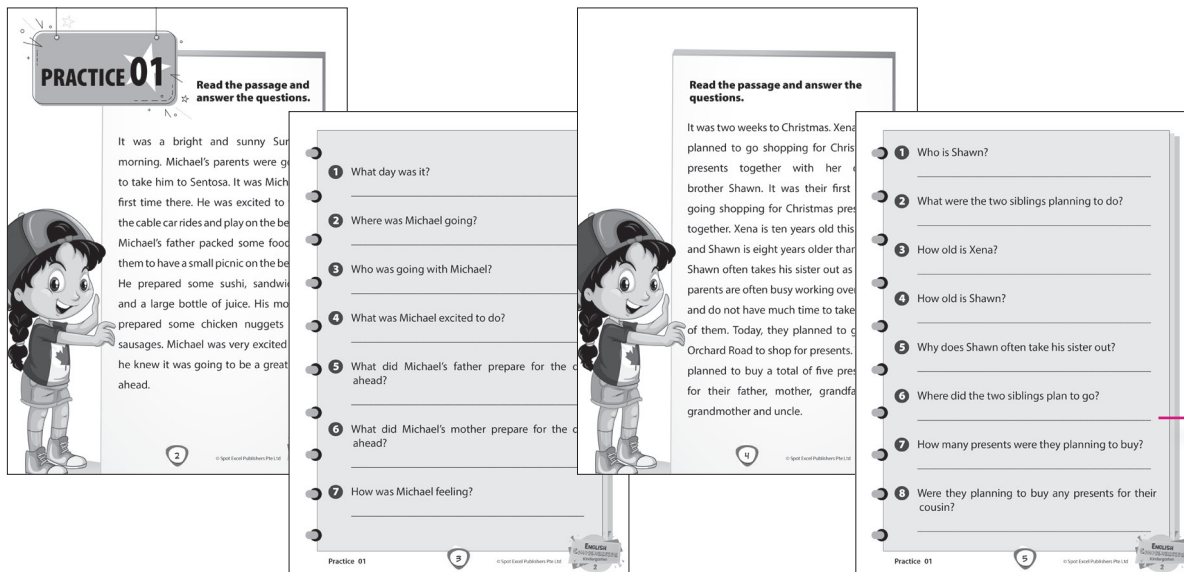 PRACTICE 01
Read the passage and
answer the questions.
It was a bright and sunny
morning. Michael's parents were
to take him to Sentosa. It was
first time there. He was excited to
the cable car rides and play on the
Michael's father packed some
them to have a small picnic on the
He prepared some sushi,
and a large bottle of juice. His
prepared some chicken nuggets
sausages. Michael was very excited
he knew it was going to be a great
ahead.
2
© Spot Excel Publishers Pte Ltd
1 What day was it?
2 Where was Michael going?
3 Who was going with Michael?
4 What was Michael excited to do?
5 What did Michael's father prepare for the
ahead?
6 What did Michael's mother prepare for the
ahead?
7 How was Michael feeling?
Practice 01
3
© Spot Excel Publishers Pte Ltd
ENGLISH
Kindergarten
2
Read the passage and answer the
questions.
It was two weeks to Christmas. Xena
planned to go shopping for
presents together with her
brother Shawn. It was their first
going shopping for Christmas
together. Xena is ten years old this
and Shawn is eight years older than
Shawn often takes his sister out as
parents are often busy working
and do not have much time to take
of them. Today, they planned to
Orchard Road to shop for presents.
planned to buy a total of five
for their father, mother,
grandmother and uncle.
4
© Spot Excel Publishers Pte Ltd
1 Who is Shawn?
2 What were the two siblings planning to do?
3 How old is Xena?
4 How old is Shawn?
5 Why does Shawn often take his sister out?
6 Where did the two siblings plan to go?
7 How many presents were they planning to buy?
8 Were they planning to buy any presents for their
cousin?
Practice 01
5
© Spot Excel Publishers Pte Ltd
ENGLISH
Kindergarten
2